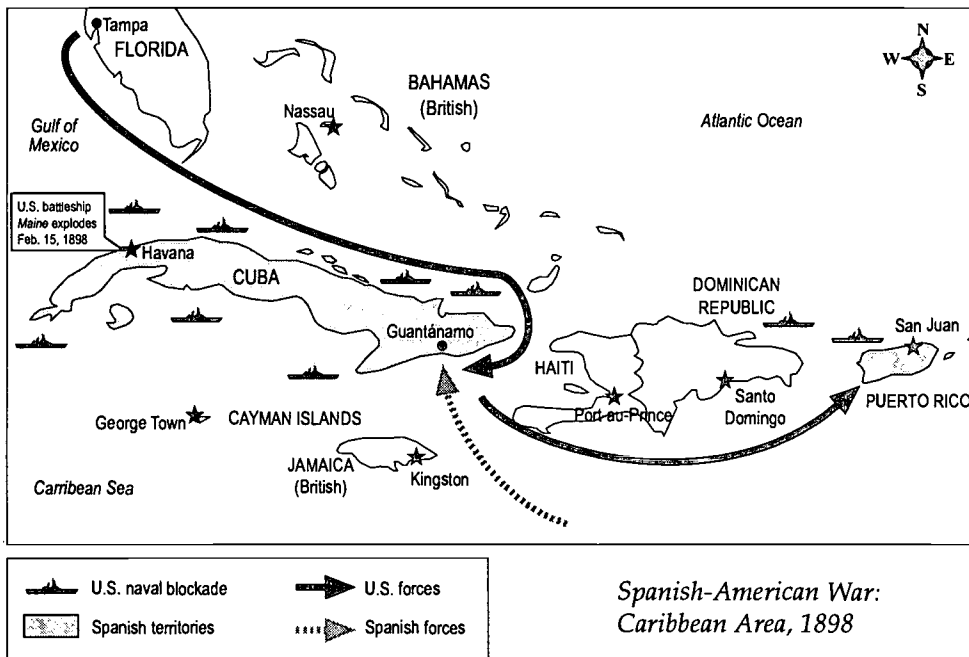 Tampa
FLORIDA
N
W
E
S
BAHAMAS
(British)
Nassau
Gulf of
Mexico
Atlantic Ocean
U.S. battleship
Maine explodes
Feb. 15, 1898
Havana
CUBA
DOMINICAN
REPUBLIC
Guantánamo
San Juan
HAITI
Port-au-Prince
Santo
Domingo
PUERTO RICO
George Town
CAYMAN ISLANDS
JAMAICA
(British)
Kingston
Carribean Sea
U.S. naval blockade
U.S. forces
Spanish territories
Spanish forces
Spanish-American War:
Caribbean Area, 1898